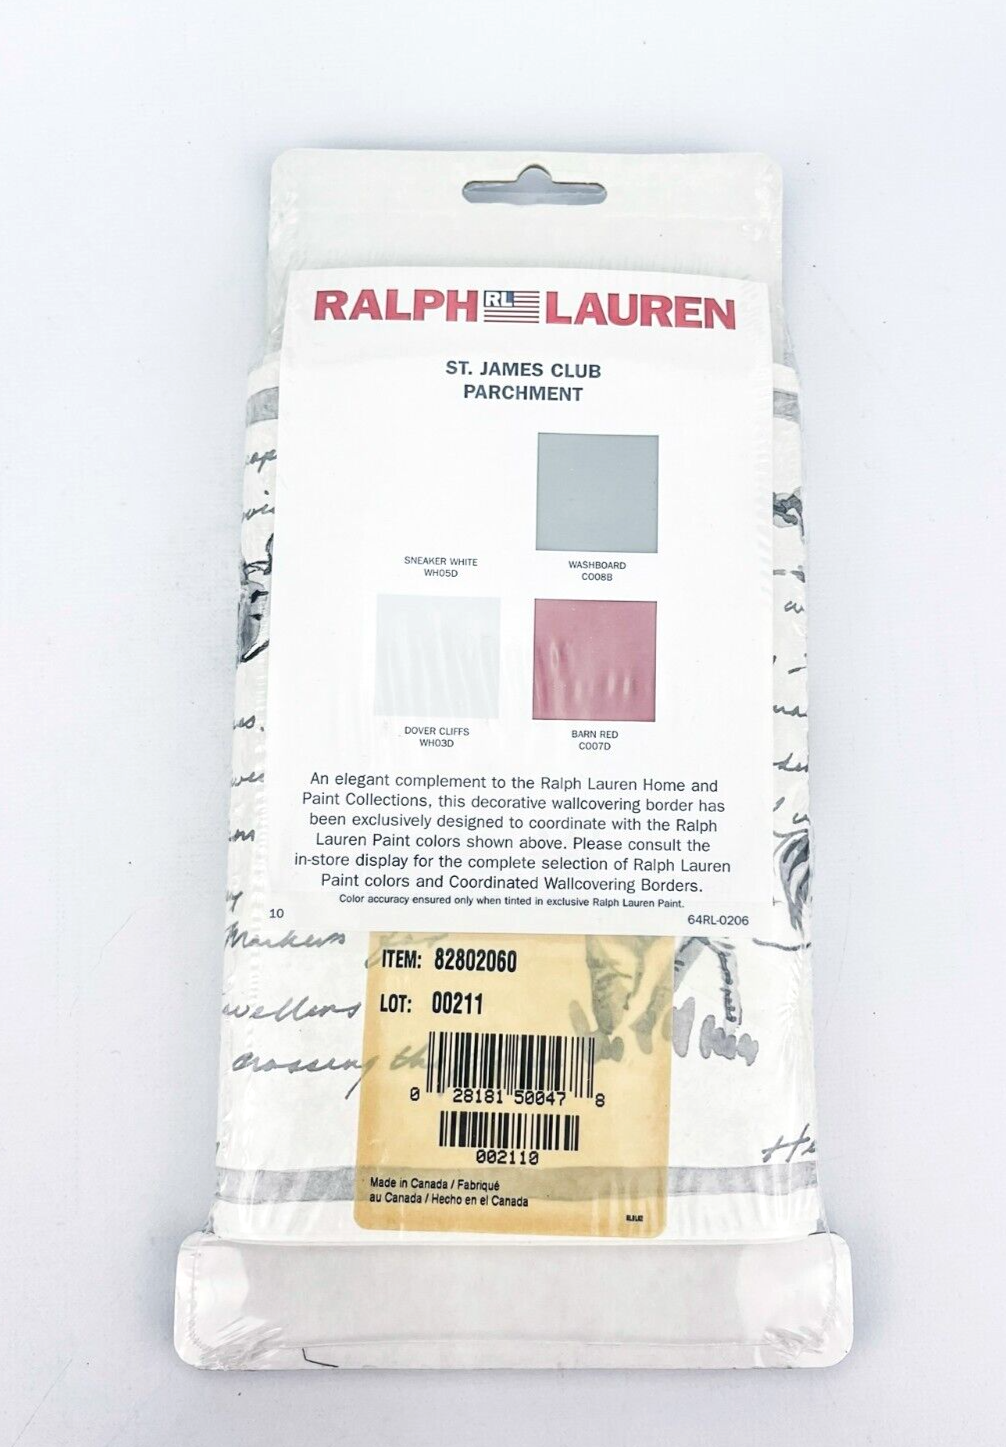 RALPH RL LAUREN
ST. JAMES CLUB
PARCHMENT
SNEAKER WHITE
WH05D
WASHBOARD
CO08B
DOVER CLIFFS
WH03D
BARN RED
CO07D
An elegant complement to the Ralph Lauren Home and
Paint Collections, this decorative wallcovering border has
been exclusively designed to coordinate with the Ralph
Lauren Paint colors shown above. Please consult the
in-store display for the complete selection of Ralph Lauren
Paint colors and Coordinated Wallcovering Borders.
Color accuracy ensured only when tinted in exclusive Ralph Lauren Paint.
10
64RL-0206
Markers
ITEM: 82802060
LOT: 00211
crossing
0 28181 50047 8
002110
Made in Canada / Fabriqué
au Canada / Hecho en el Canada